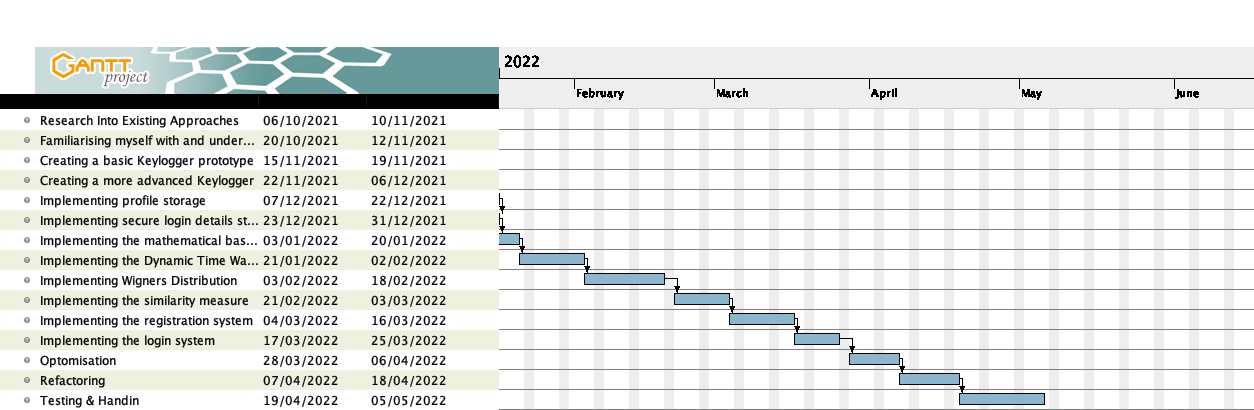 GANTT
project
2022
February March April May June
Research Into Existing Approaches 06/10/2021 10/11/2021
Familiarising myself with and under... 20/10/2021 12/11/2021
Creating a basic Keylogger prototype 15/11/2021 19/11/2021
Creating a more advanced Keylogger 22/11/2021 06/12/2021
Implementing profile storage 07/12/2021 22/12/2021
Implementing secure login details st... 23/12/2021 31/12/2021
Implementing the mathematical bas... 03/01/2022 20/01/2022
Implementing the Dynamic Time Wa... 21/01/2022 02/02/2022
Implementing Wigners Distribution 03/02/2022 18/02/2022
Implementing the similarity measure 21/02/2022 03/03/2022
Implementing the registration system 04/03/2022 16/03/2022
Implementing the login system 17/03/2022 25/03/2022
Optomisation 28/03/2022 06/04/2022
Refactoring 07/04/2022 18/04/2022
Testing & Handin 19/04/2022 05/05/2022